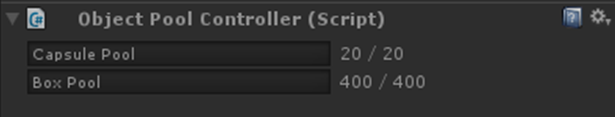 Object Pool Controller (Script)
Capsule Pool 20 / 20
Box Pool 400 / 400